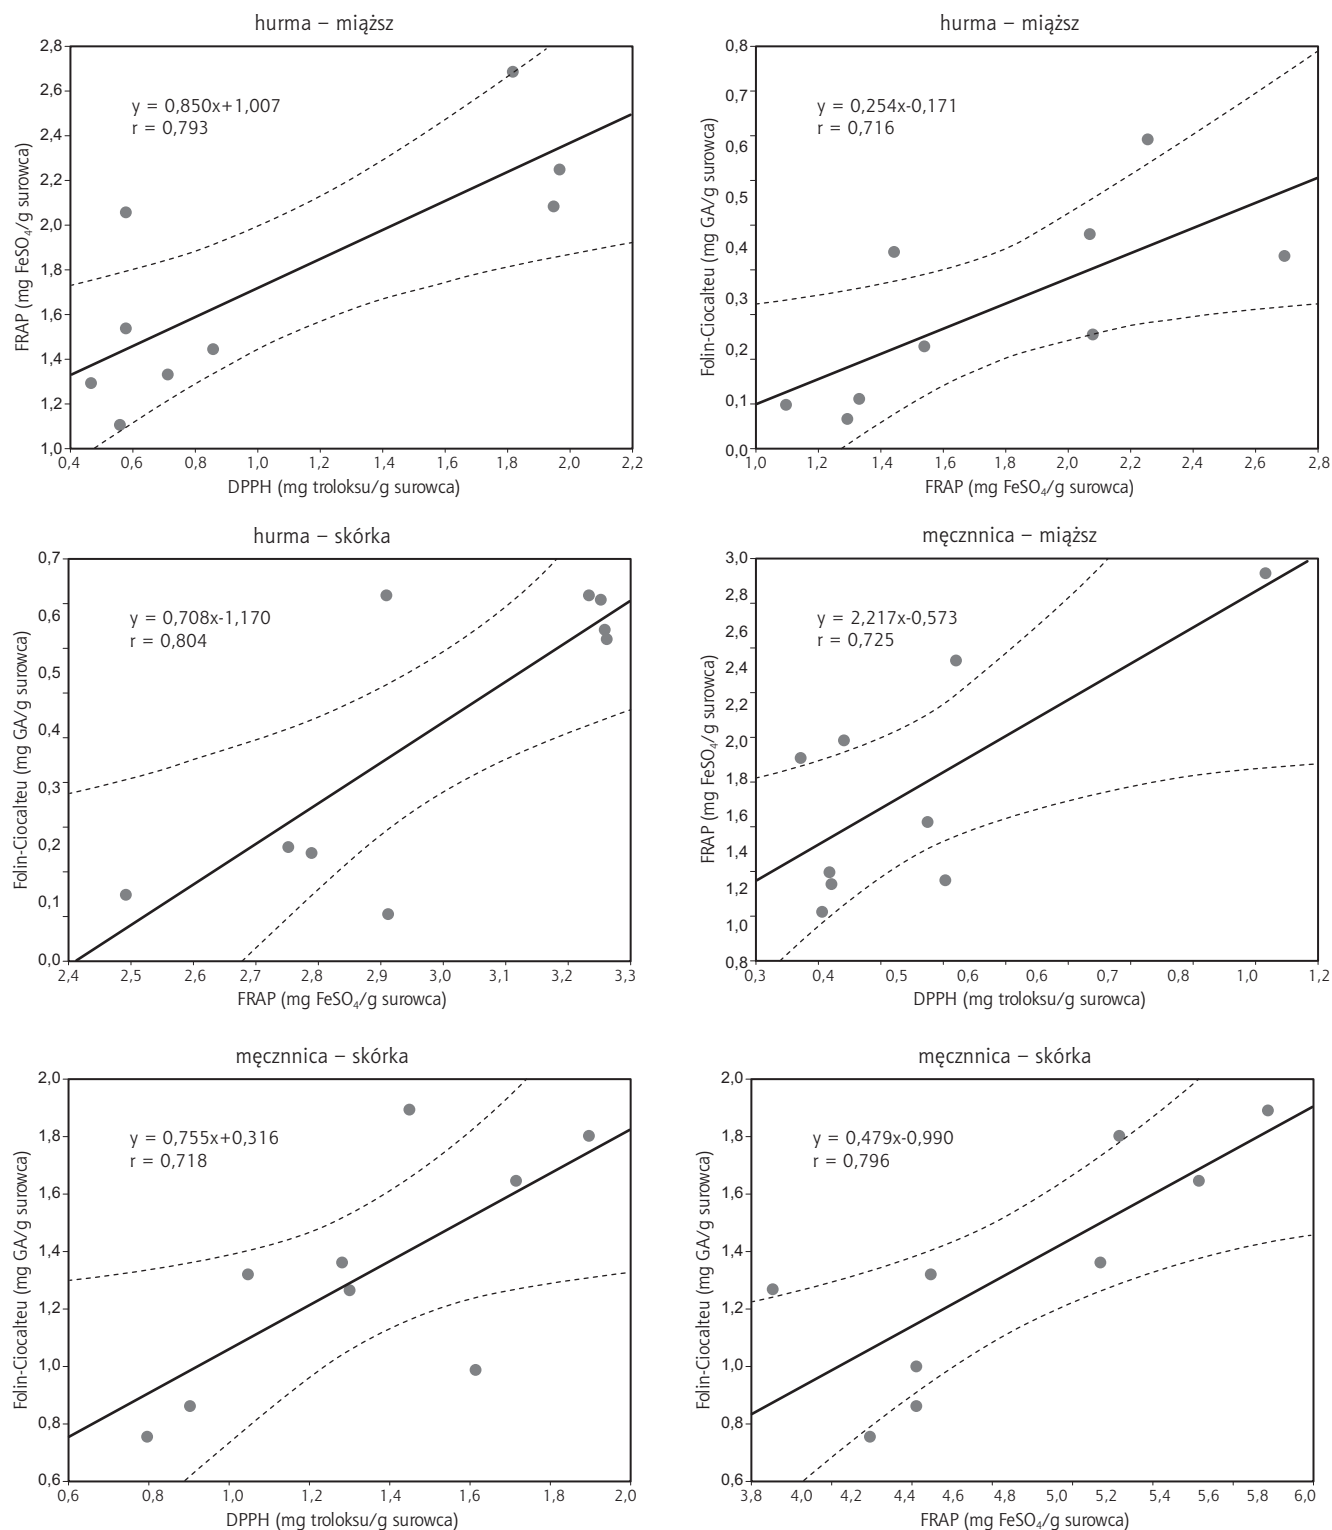 hurma – miąższ
y = 0,850x+1,007
r = 0,793
FRAP (mg FeSO₄/g surowca)
2,8
2,6
2,4
2,2
2,0
1,8
1,6
1,4
1,2
1,0
0,4 0,6 0,8 1,0 1,2 1,4 1,6 1,8 2,0 2,2
DPPH (mg troloksu/g surowca)
hurma – miąższ
y = 0,254x-0,171
r = 0,716
Folin-Ciocalteu (mg GA/g surowca)
0,8
0,7
0,6
0,5
0,4
0,3
0,2
0,1
0,0
1,0 1,2 1,4 1,6 2,0 2,2 2,4 2,6 2,8
FRAP (mg FeSO₄/g surowca)
hurma – skórka
y = 0,708x-1,170
r = 0,804
Folin-Ciocalteu (mg GA/g surowca)
0,7
0,6
0,5
0,4
0,3
0,2
0,1
0,0
2,4 2,5 2,6 2,7 2,8 2,9 3,0 3,1 3,2 3,3
FRAP (mg FeSO₄/g surowca)
męcznnica – miąższ
y = 2,217x-0,573
r = 0,725
FRAP (mg FeSO₄/g surowca)
3,0
2,8
2,6
2,4
2,2
2,0
1,8
1,6
1,4
1,2
1,0
0,8
0,3 0,4 0,5 0,6 0,6 0,7 0,8 1,0 1,2
DPPH (mg troloksu/g surowca)
męcznnica – skórka
y = 0,755x+0,316
r = 0,718
Folin-Ciocalteu (mg GA/g surowca)
2,0
1,8
1,6
1,4
1,2
1,0
0,8
0,6
0,6 0,8 1,0 1,2 1,4 1,6 1,8 2,0
DPPH (mg troloksu/g surowca)
męcznnica – skórka
y = 0,479x-0,990
r = 0,796
Folin-Ciocalteu (mg GA/g surowca)
2,0
1,8
1,6
1,4
1,2
1,0
0,8
0,6
3,8 4,0 4,2 4,4 4,8 5,0 5,2 5,4 5,6 5,8 6,0
FRAP (mg FeSO₄/g surowca)